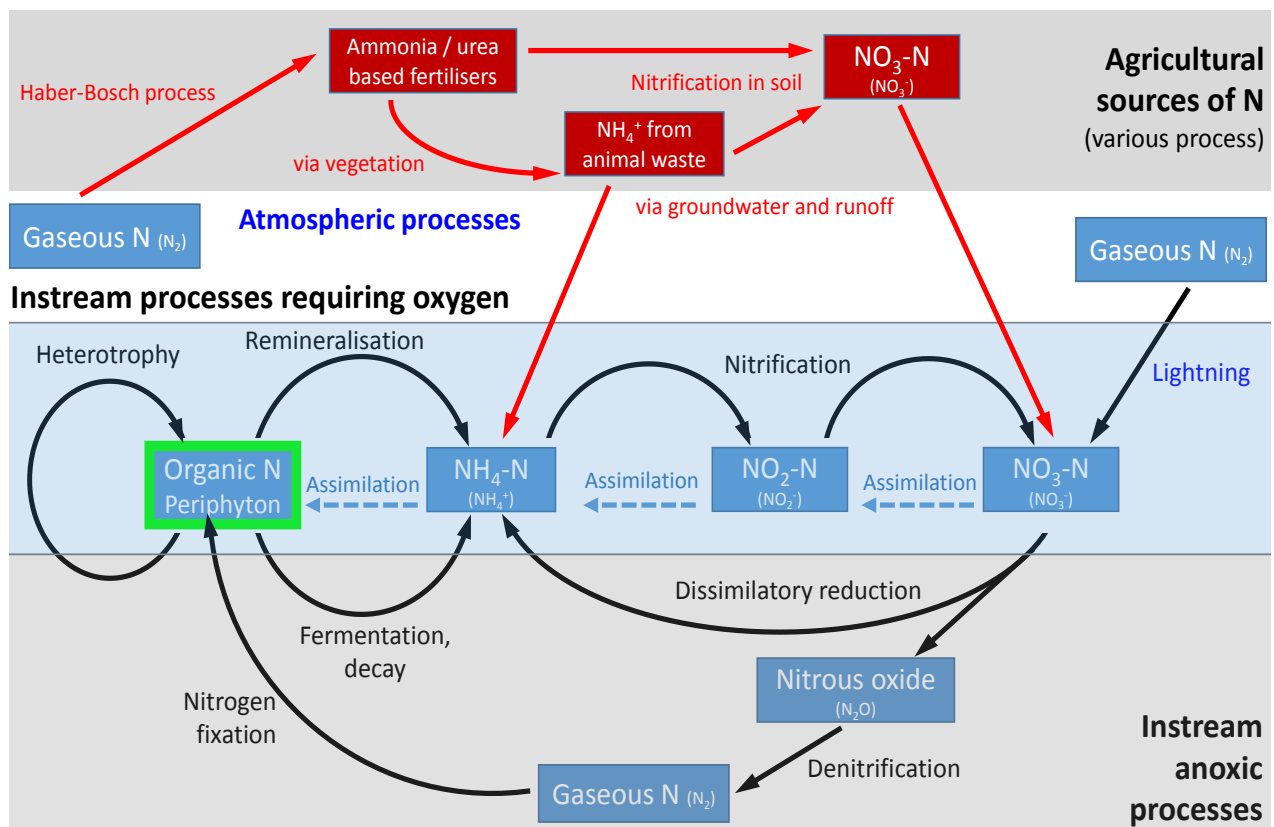 Ammonia / urea
based fertilisers
NO₃-N
(NO₃⁻)
Agricultural
sources of N
(various process)
Haber-Bosch process
Nitrification in soil
NH₄⁺ from
animal waste
via vegetation
via groundwater and runoff
Atmospheric processes
Gaseous N (N₂)
Gaseous N (N₂)
Instream processes requiring oxygen
Heterotrophy
Remineralisation
Nitrification
Lightning
Organic N
Periphyton
Assimilation
NH₄-N
(NH₄⁺)
Assimilation
NO₂-N
(NO₂⁻)
Assimilation
NO₃-N
(NO₃⁻)
Dissimilatory reduction
Fermentation,
decay
Nitrogen
fixation
Nitrous oxide
(N₂O)
Denitrification
Gaseous N (N₂)
Instream
anoxic
processes